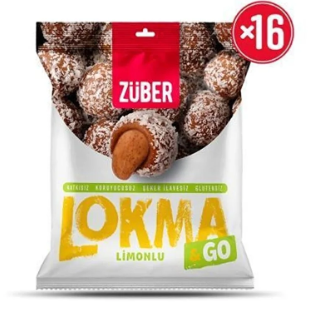 ×16
ZÜBER
KATKISIZ KORUYUCUSUZ ŞEKER İLAVESİZ GLUTENSİZ
LOKMA
LİMONLU
&GO